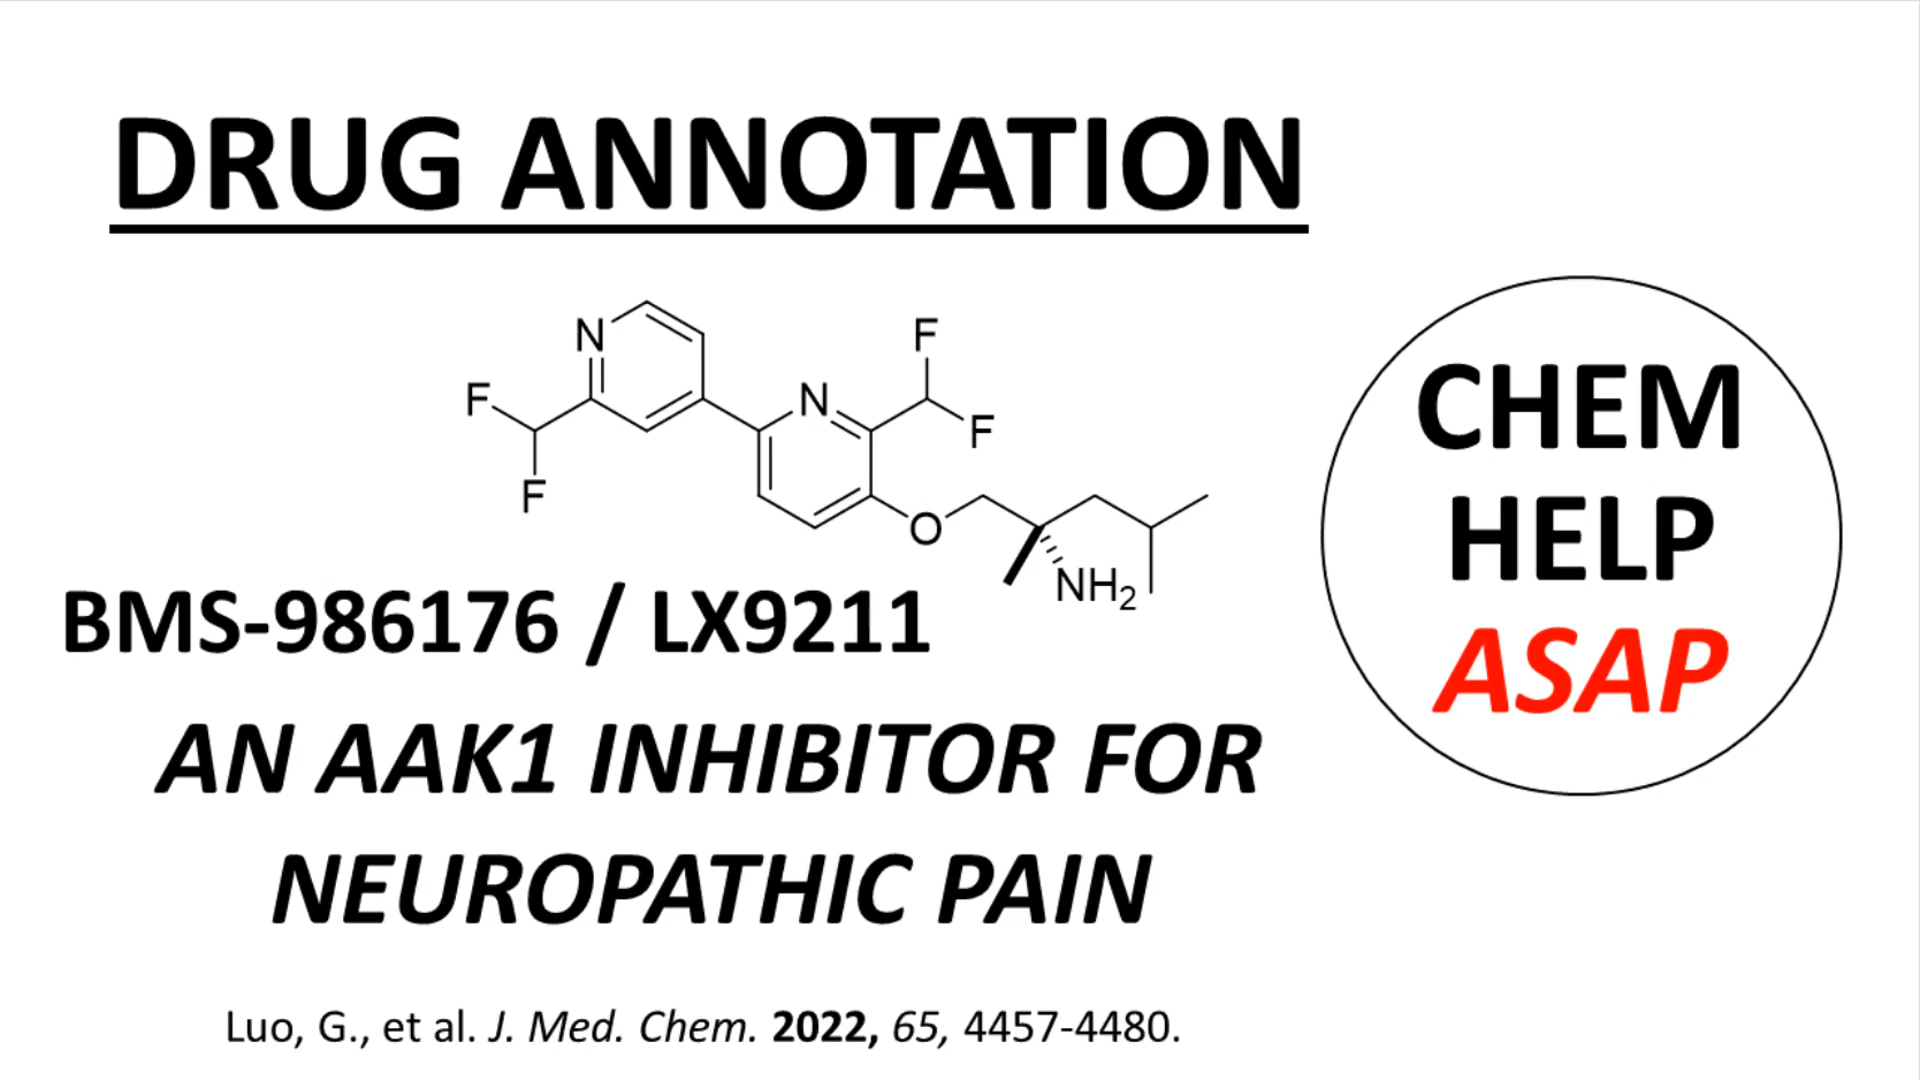 DRUG ANNOTATION
N
F
F
N
F
F
O
NH2
BMS-986176 / LX9211
AN AAK1 INHIBITOR FOR
NEUROPATHIC PAIN
Luo, G., et al. J. Med. Chem. 2022, 65, 4457-4480.
CHEM
HELP
ASAP